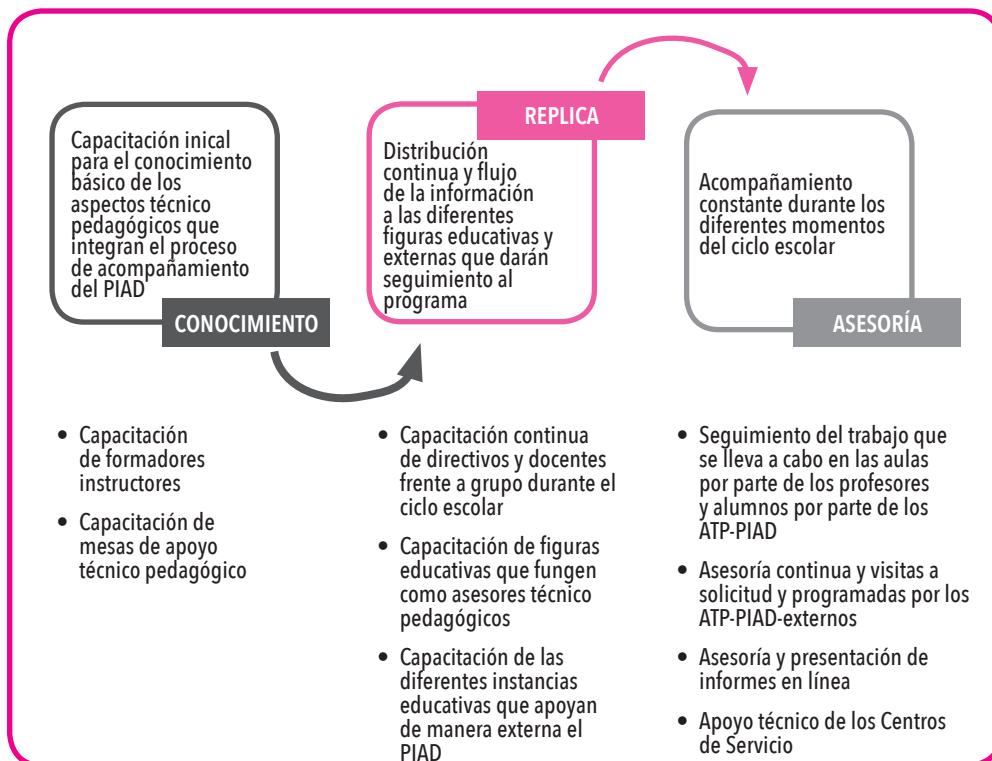 Capacitación inical
para el conocimiento
básico de los
aspectos técnico
pedagógicos que
integran el proceso
de acompañamiento
del PIAD
CONOCIMIENTO
REPLICA
Distribución
continua y flujo
de la información
a las diferentes
figuras educativas y
externas que darán
seguimiento al
programa
Acompañamiento
constante durante los
diferentes momentos
del ciclo escolar
ASESORÍA
• Capacitación
de formadores
instructores
• Capacitación de
mesas de apoyo
técnico pedagógico
• Capacitación continua
de directivos y docentes
frente a grupo durante el
ciclo escolar
• Capacitación de figuras
educativas que fungen
como asesores técnico
pedagógicos
• Capacitación de las
diferentes instancias
educativas que apoyan
de manera externa el
PIAD
• Seguimiento del trabajo que
se lleva a cabo en las aulas
por parte de los profesores
y alumnos por parte de los
ATP-PIAD
• Asesoría continua y visitas a
solicitud y programadas por los
ATP-PIAD-externos
• Asesoría y presentación de
informes en línea
• Apoyo técnico de los Centros
de Servicio